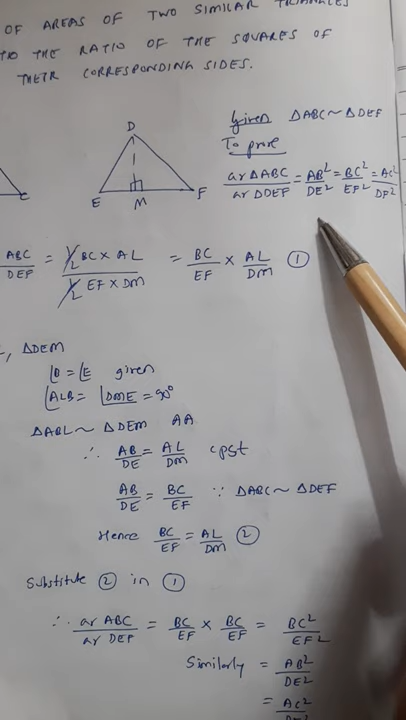 OF AREAS OF TWO SIMILAR TRIANGLES
TO THE RATIO OF THE SQUARES OF
THEIR CORRESPONDING SIDES.
Given ΔABC ~ ΔDEF
To prove
ar ΔABC / ar ΔDEF = AB² / DE² = BC² / EF² = AC² / DF²
D
C
E M F
ABC / DEF = ½ BC × AL / ½ EF × DM = BC / EF × AL / DM ①
, ΔDEM
∠B = ∠E given
∠ALB = ∠DME = 90°
ΔABL ~ ΔDEM AA
∴ AB / DE = AL / DM cpst
AB / DE = BC / EF ∵ ΔABC ~ ΔDEF
Hence BC / EF = AL / DM ②
Substitute ② in ①
∴ ar ABC / ar DEF = BC / EF × BC / EF = BC² / EF²
Similarly = AB² / DE²
= AC²